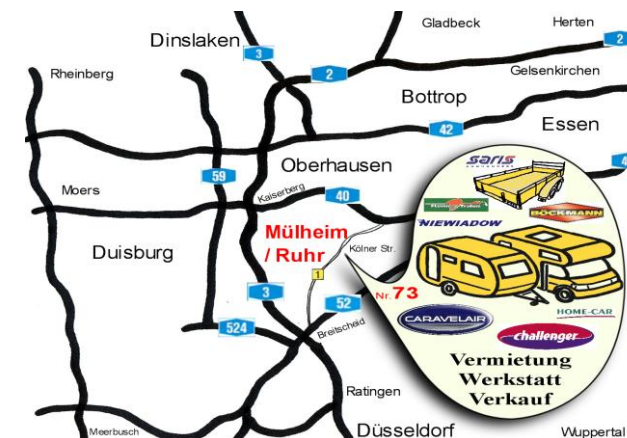 Gladbeck
Herten
Dinslaken
3
2
2
Rheinberg
Gelsenkirchen
Bottrop
42
Essen
59
Oberhausen
saris
4
Moers
Kaiserberg
40
BÖCKMANN
Mülheim
/ Ruhr
Kölner Str.
NIEWIADOW
Duisburg
1
3
52
Nr. 73
HOME-CAR
CARAVELAIR
524
Breitscheid
challenger
Vermietung
Werkstatt
Verkauf
Ratingen
Meerbusch
Düsseldorf
Wuppertal